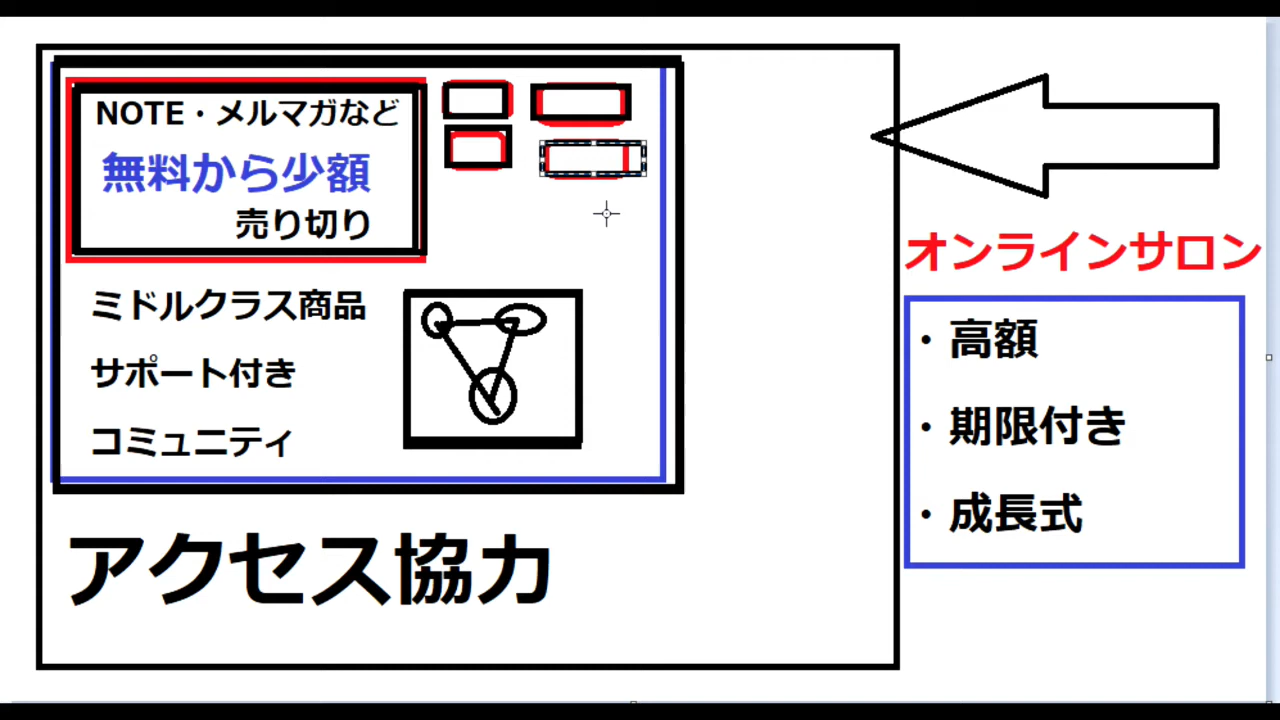 NOTE・メルマガなど
無料から少額
売り切り
ミドルクラス商品
サポート付き
コミュニティ
アクセス協力
オンラインサロン
・高額
・期限付き
・成長式